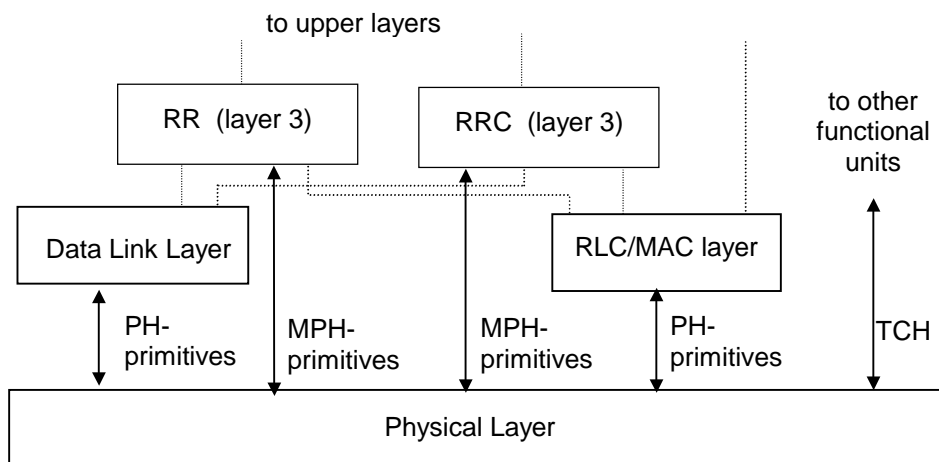 to upper layers
RR (layer 3)
RRC (layer 3)
to other
functional
units
Data Link Layer
RLC/MAC layer
PH-
primitives
MPH-
primitives
MPH-
primitives
PH-
primitives
TCH
Physical Layer